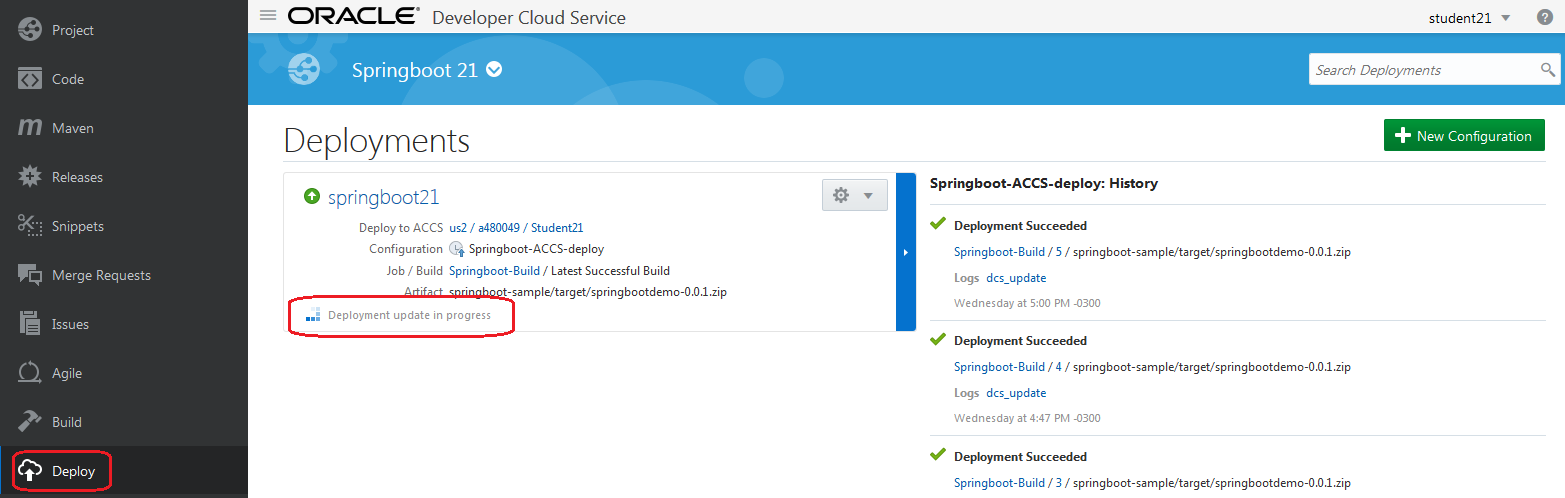 Project
Code
Maven
Releases
Snippets
Merge Requests
Issues
Agile
Build
Deploy
ORACLE® Developer Cloud Service
student21
Springboot 21
Search Deployments
Deployments
New Configuration
springboot21
Deploy to ACCS us2 / a480049 / Student21
Configuration Springboot-ACCS-deploy
Job / Build Springboot-Build / Latest Successful Build
Artifact springboot-sample/target/springbootdemo-0.0.1.zip
Deployment update in progress
Springboot-ACCS-deploy: History
Deployment Succeeded
Springboot-Build / 5 / springboot-sample/target/springbootdemo-0.0.1.zip
Logs dcs_update
Wednesday at 5:00 PM -0300
Deployment Succeeded
Springboot-Build / 4 / springboot-sample/target/springbootdemo-0.0.1.zip
Logs dcs_update
Wednesday at 4:47 PM -0300
Deployment Succeeded
Springboot-Build / 3 / springboot-sample/target/springbootdemo-0.0.1.zip